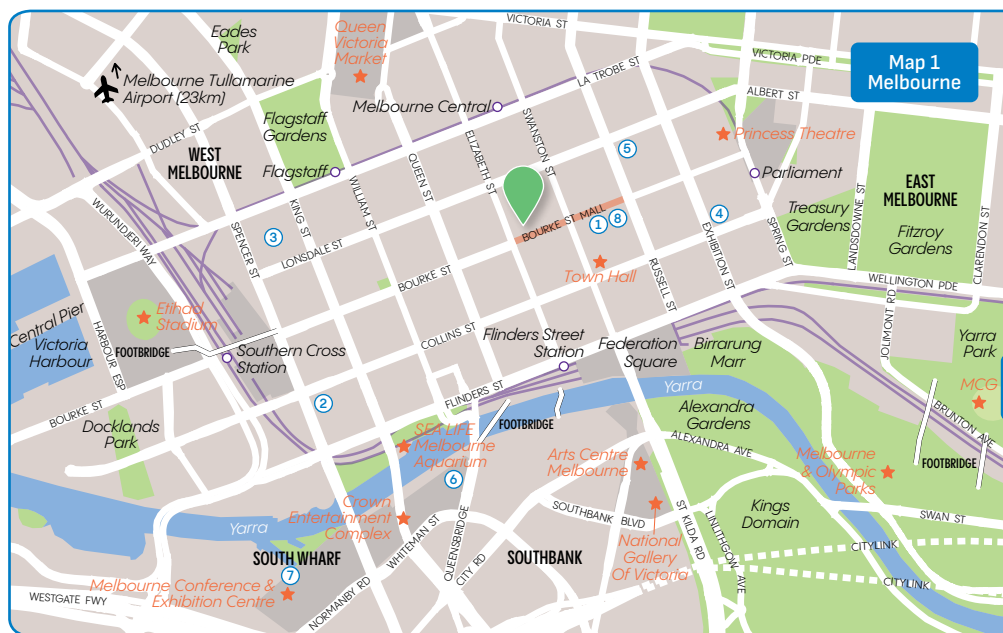 VICTORIA ST
Eades
Park
Queen
Victoria
Market
VICTORIA PDE
Map 1
Melbourne
Melbourne Tullamarine
Airport (23km)
LA TROBE ST
ALBERT ST
Melbourne Central
Flagstaff
Gardens
SWANSTON ST
Princess Theatre
DUDLEY ST
ELIZABETH ST
5
WEST
MELBOURNE
QUEEN ST
Flagstaff
Parliament
EAST
MELBOURNE
WILLIAM ST
WURUNDJERI WAY
KING ST
Treasury
Gardens
LANDSDOWNE ST
Fitzroy
Gardens
CLARENDON ST
SPENCER ST
3
LONSDALE ST
BOURKE ST MALL
1
8
4
EXHIBITION ST
SPRING ST
BOURKE ST
Town Hall
RUSSELL ST
WELLINGTON PDE
Central Pier
Etihad
Stadium
HARBOUR ESP
JOLIMONT RD
Victoria
Harbour
FOOTBRIDGE
COLLINS ST
Flinders Street
Station
Federation
Square
Birrarung
Marr
Yarra
Park
Southern Cross
Station
BOURKE ST
FLINDERS ST
Yarra
MCG
2
Docklands
Park
FOOTBRIDGE
Alexandra
Gardens
BRUNTON AVE
SEA LIFE
Melbourne
Aquarium
ALEXANDRA AVE
Arts Centre
Melbourne
Melbourne
& Olympic
Parks
FOOTBRIDGE
6
Crown
Entertainment
Complex
SOUTHBANK BLVD
Kings
Domain
SWAN ST
Yarra
WHITEMAN ST
QUEENSBRIDGE
CITY RD
ST KILDA RD
LINLITHGOW AVE
CITYLINK
SOUTH WHARF
SOUTHBANK
National
Gallery
Of Victoria
7
CITYLINK
Melbourne Conference &
Exhibition Centre
NORMANBY RD
WESTGATE FWY